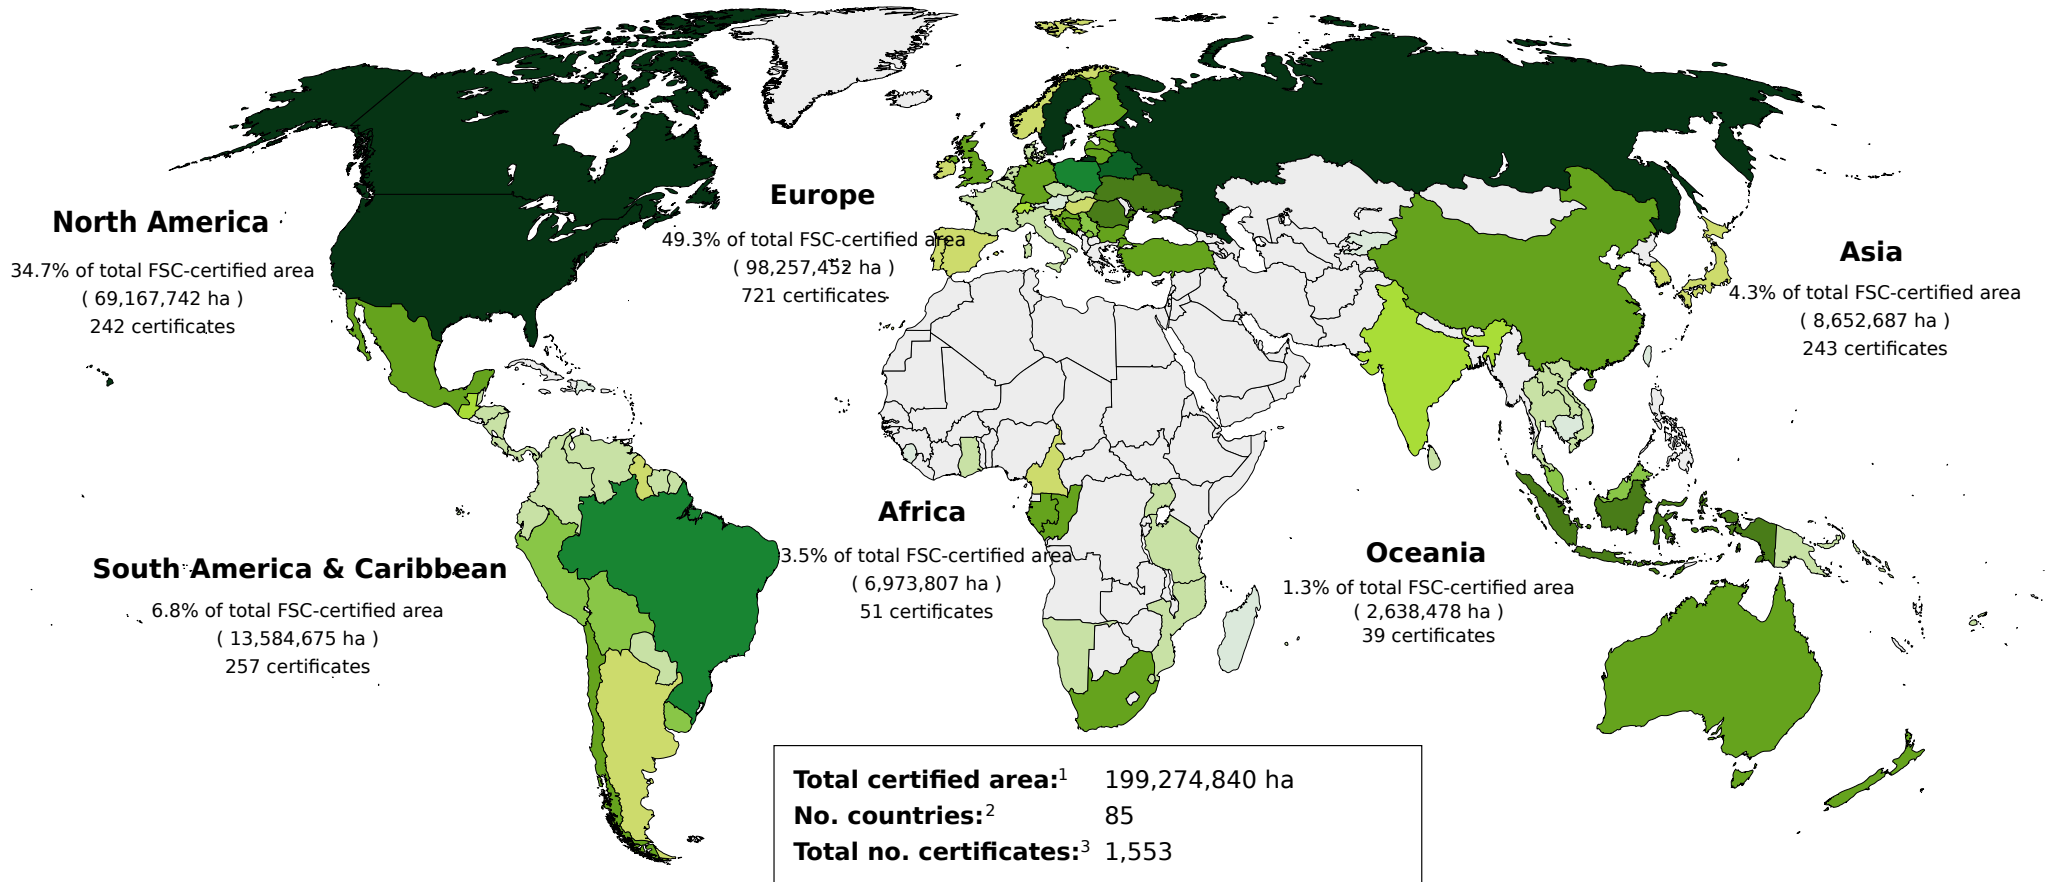 North America
34.7% of total FSC-certified area
( 69,167,742 ha )
242 certificates
Europe
49.3% of total FSC-certified area
( 98,257,452 ha )
721 certificates
Asia
4.3% of total FSC-certified area
( 8,652,687 ha )
243 certificates
South America & Caribbean
6.8% of total FSC-certified area
( 13,584,675 ha )
257 certificates
Africa
3.5% of total FSC-certified area
( 6,973,807 ha )
51 certificates
Oceania
1.3% of total FSC-certified area
( 2,638,478 ha )
39 certificates
Total certified area:¹ 199,274,840 ha
No. countries:² 85
Total no. certificates:³ 1,553